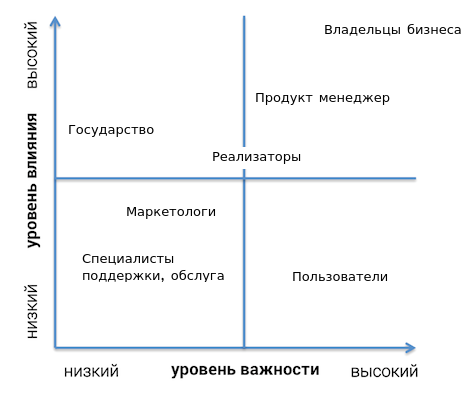 Владельцы бизнеса
высокий
Продукт менеджер
Государство
Реализаторы
уровень влияния
Маркетологи
Специалисты
поддержки, обслуга
Пользователи
низкий
низкий
уровень важности
высокий